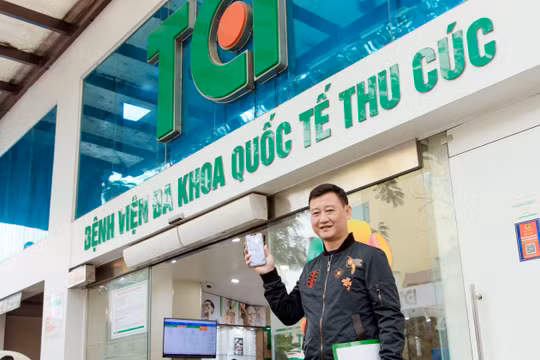 TCI
BỆNH VIỆN ĐA KHOA QUỐC TẾ THU CÚC